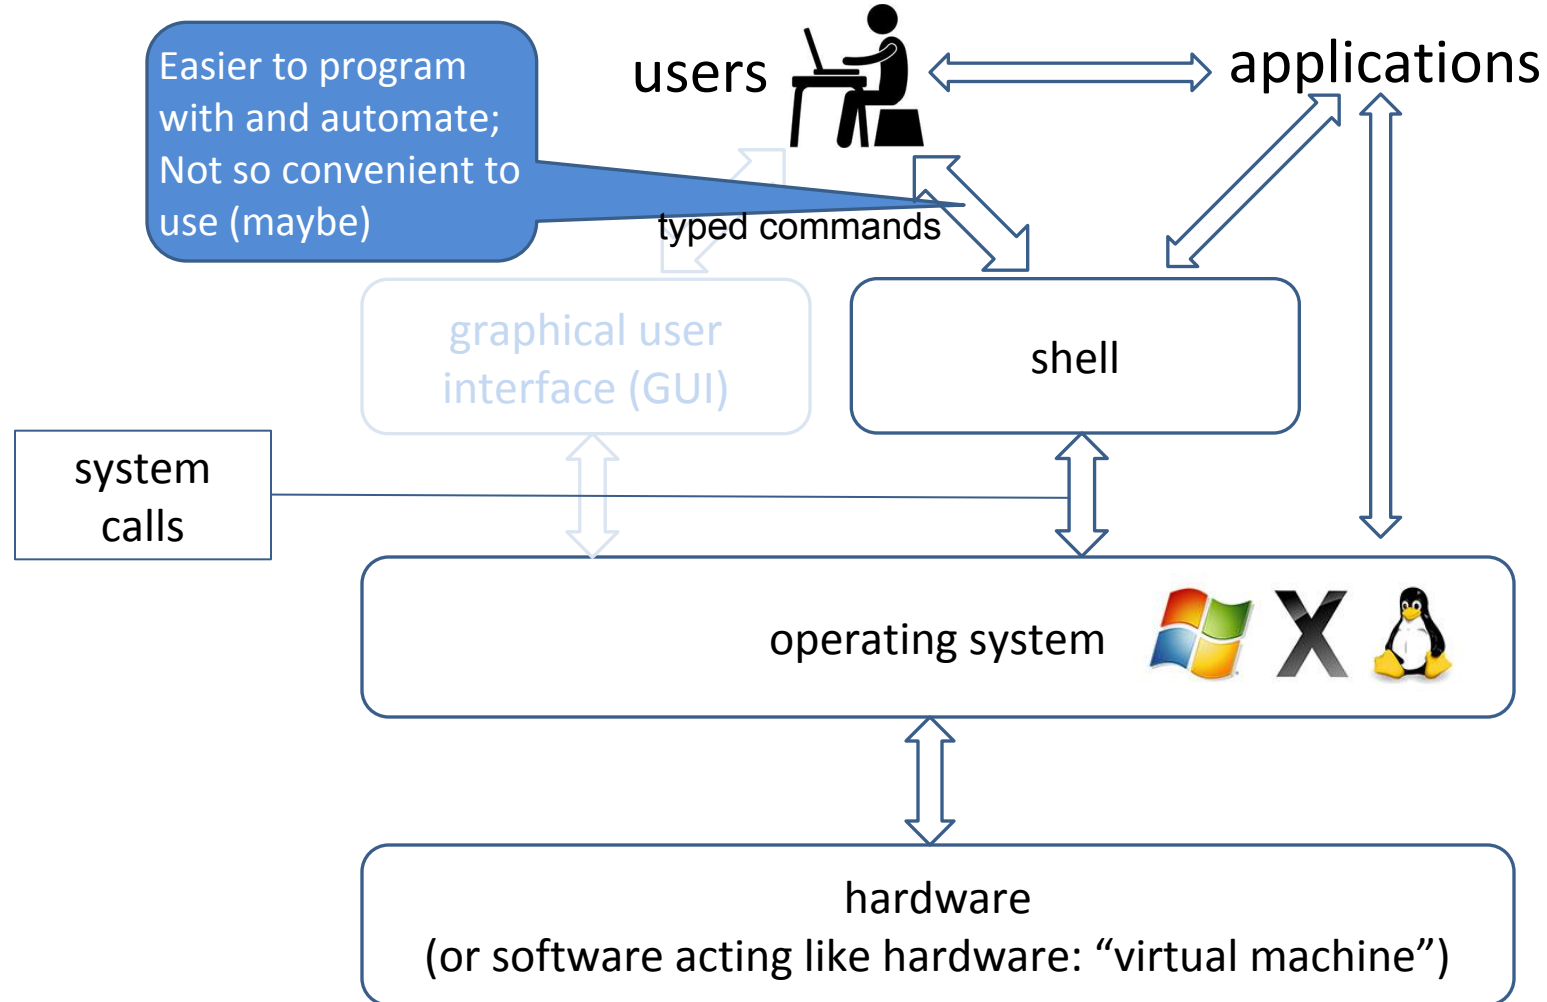 Easier to program
with and automate;
Not so convenient to
use (maybe)
users
applications
typed commands
graphical user
interface (GUI)
shell
system
calls
operating system
X
hardware
(or software acting like hardware: “virtual machine”)